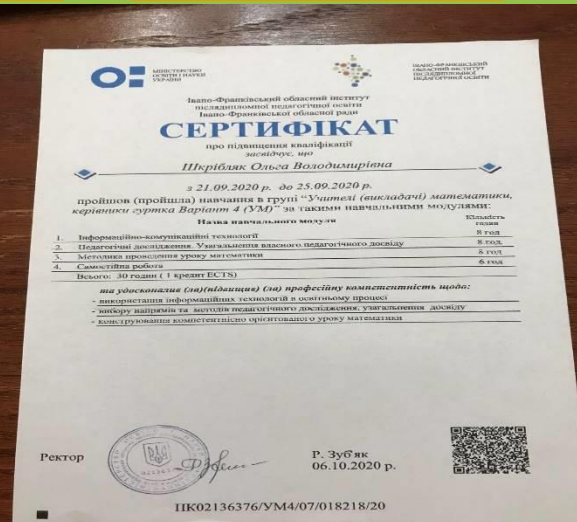 МІНІСТЕРСТВО
ОСВІТИ І НАУКИ
УКРАЇНИ
ІВАНО-ФРАНКІВСЬКИЙ
ОБЛАСНИЙ ІНСТИТУТ
ПІСЛЯДИПЛОМНОЇ
ПЕДАГОГІЧНОЇ ОСВІТИ
Івано-Франківський обласний інститут
післядипломної педагогічної освіти
Івано-Франківської обласної ради
СЕРТИФІКАТ
про підвищення кваліфікації
засвідчує, що
Шкрібляк Ольга Володимирівна
з 21.09.2020 р. до 25.09.2020 р.
пройшов (пройшла) навчання в групі "Учителі (викладачі) математики,
керівники гуртка Варіант 4 (УМ)" за такими навчальними модулями:
Назва навчального модуля Кількість годин
1. Інформаційно-комунікаційні технології 8 год
2. Педагогічні дослідження. Узагальнення власного педагогічного досвіду 8 год
3. Методика проведення уроку математики 8 год
4. Самостійна робота 6 год
Всього: 30 годин ( 1 кредит ECTS)
та удосконалив (ла)(підвищив) (ла) професійну компетентність щодо:
- використання інформаційних технологій в освітньому процесі
- вибору напрямів та методів педагогічного дослідження, узагальнення досвіду
- конструювання компетентнісно орієнтованого уроку математики
Ректор
Р. Зуб'як
06.10.2020 р.
ПК02136376/УМ4/07/018218/20